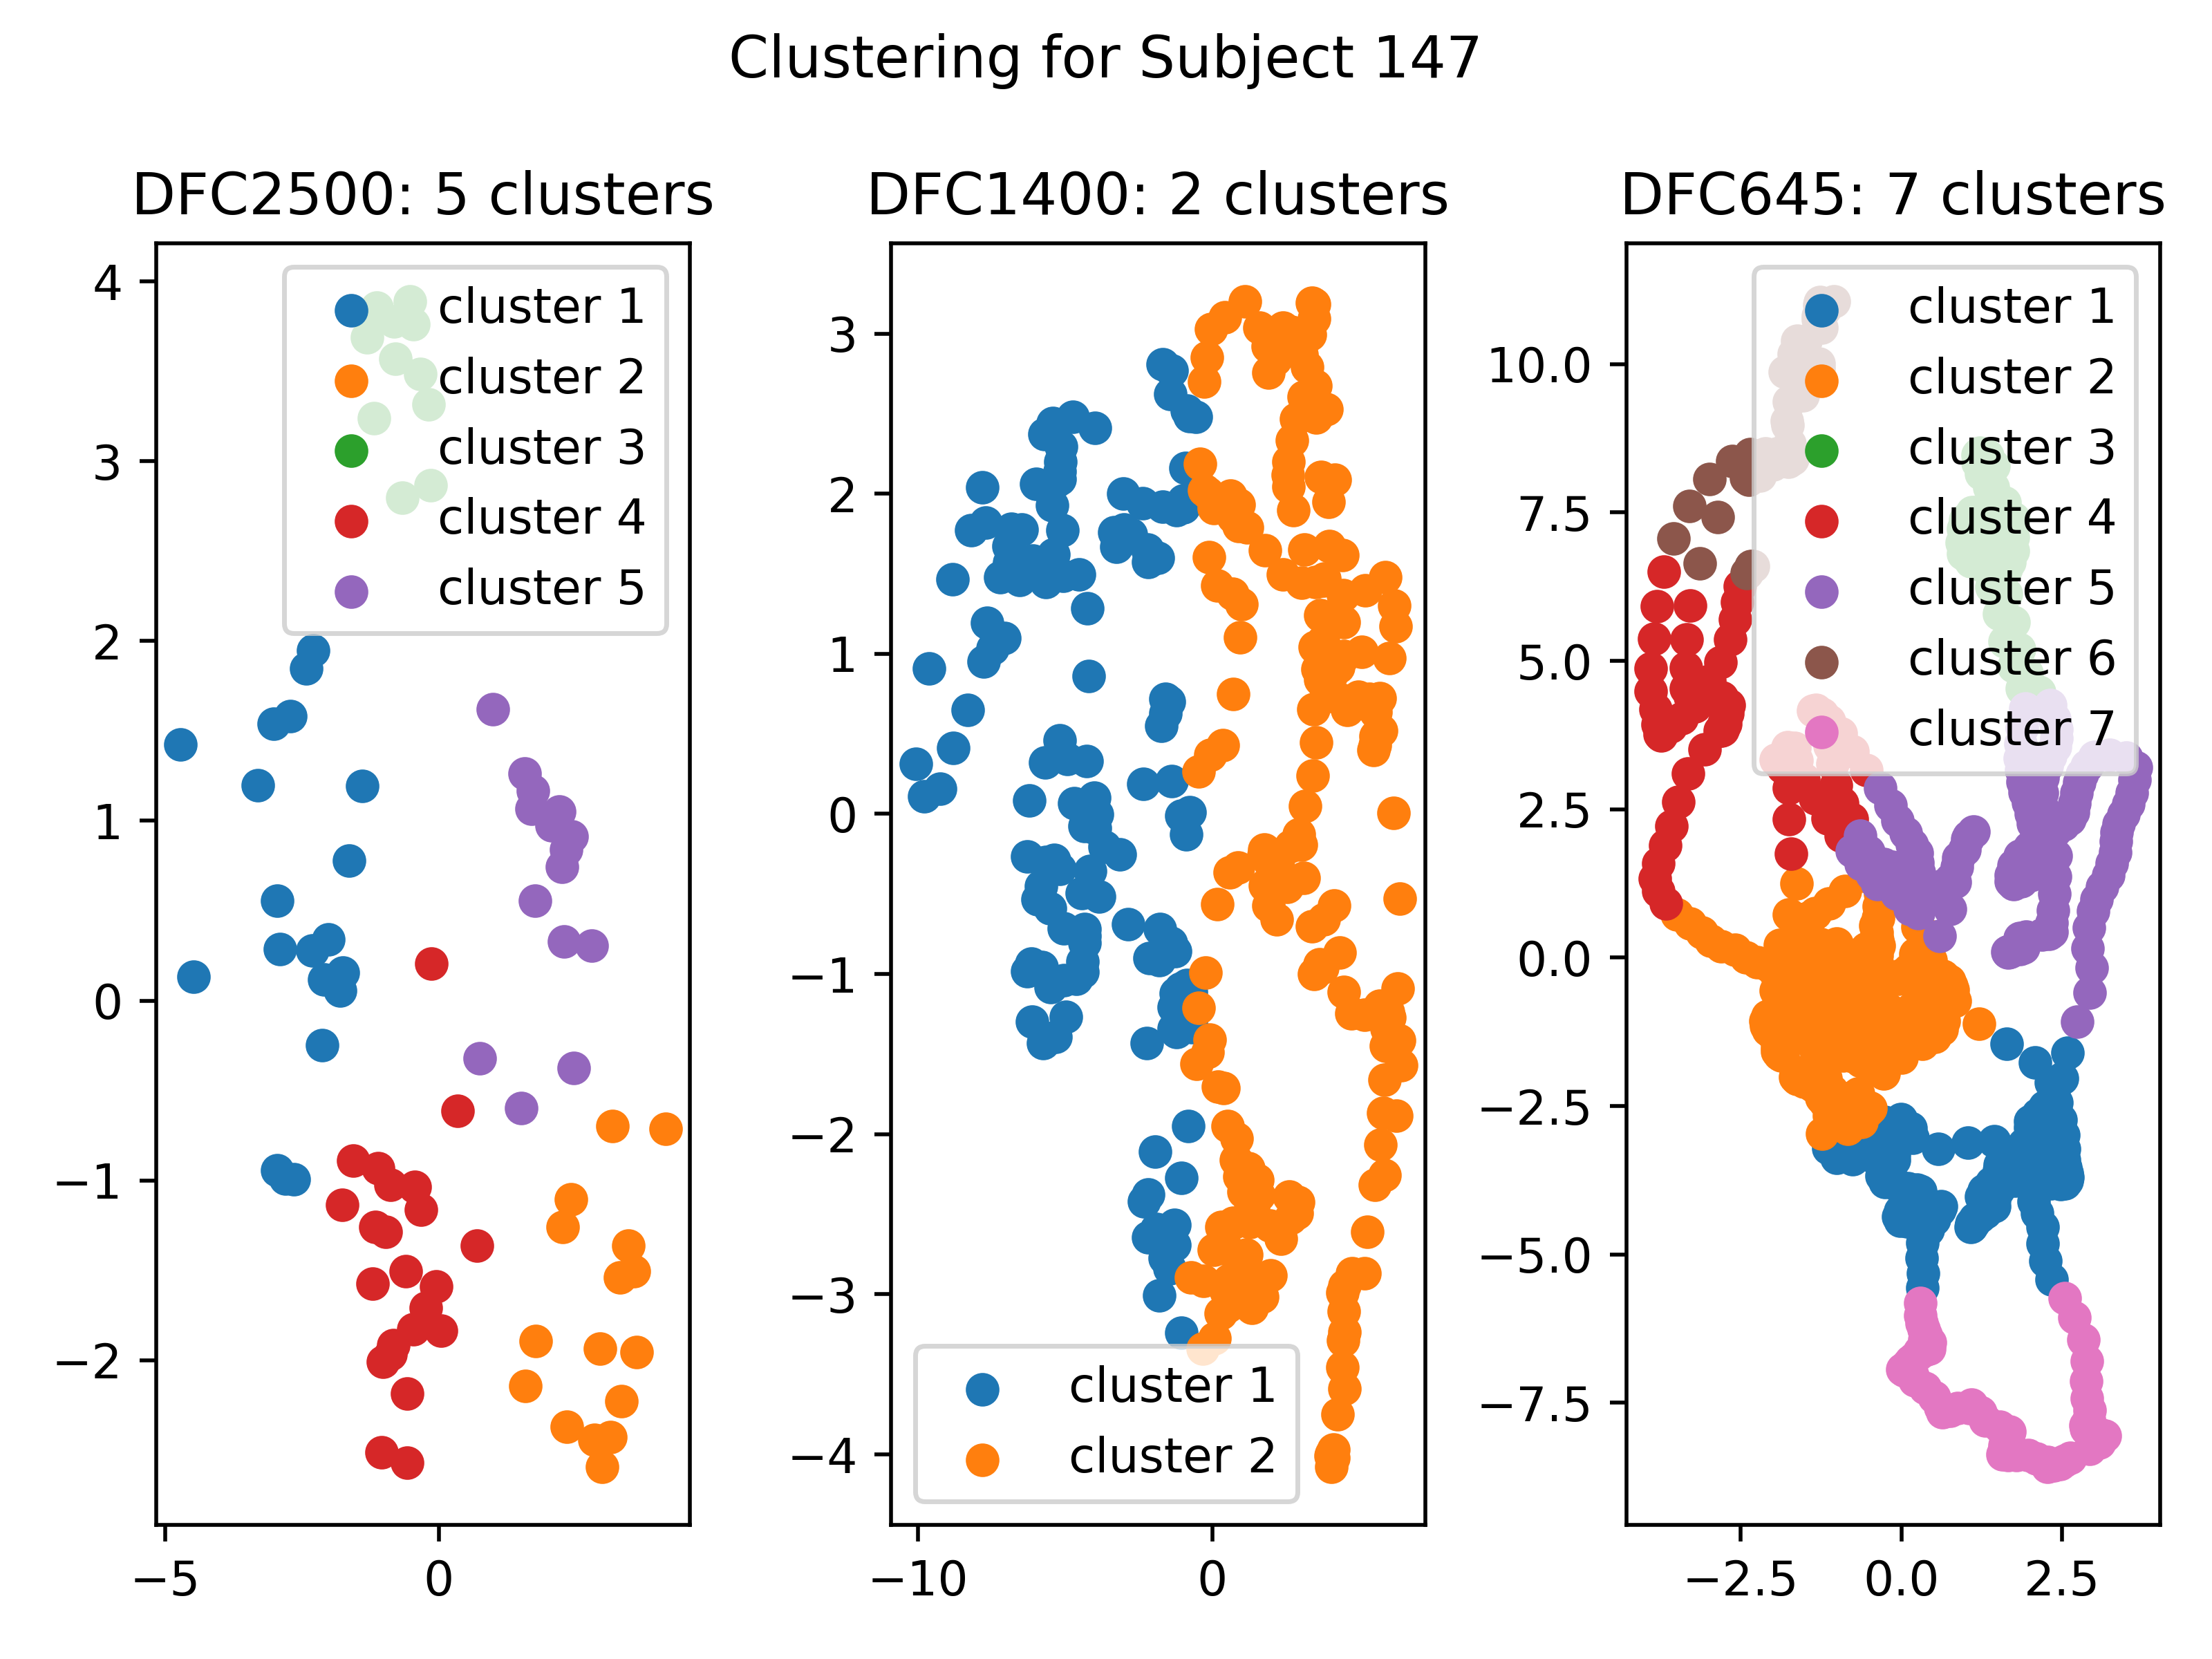 Clustering for Subject 147
DFC2500: 5 clusters
4
3
2
1
0
−1
−2
−5
0
cluster 1
cluster 2
cluster 3
cluster 4
cluster 5
DFC1400: 2 clusters
3
2
1
0
−1
−2
−3
−4
−10
0
cluster 1
cluster 2
DFC645: 7 clusters
10.0
7.5
5.0
2.5
0.0
−2.5
−5.0
−7.5
−2.5
0.0
2.5
cluster 1
cluster 2
cluster 3
cluster 4
cluster 5
cluster 6
cluster 7